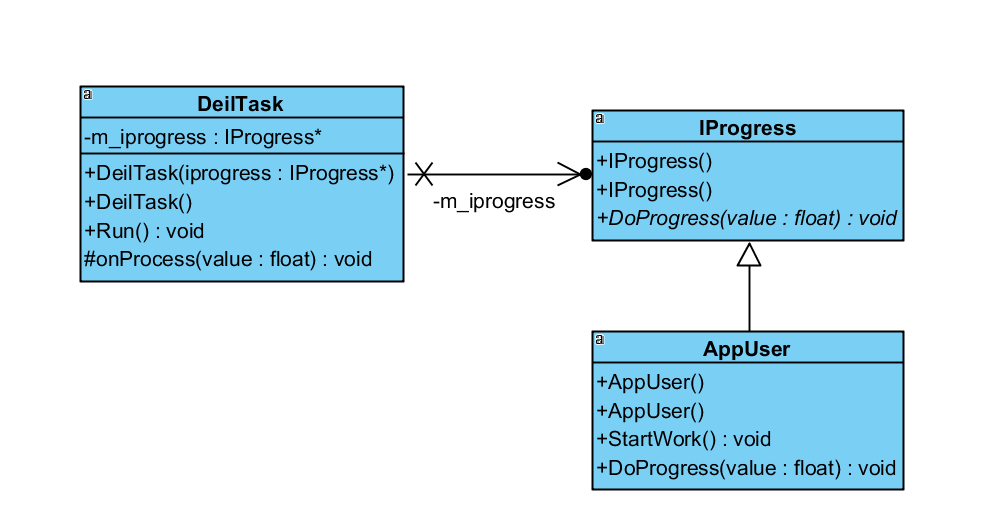 a
DeilTask
-m_iprogress : IProgress*
+DeilTask(iprogress : IProgress*)
+DeilTask()
+Run() : void
#onProcess(value : float) : void
-m_iprogress
a
IProgress
+IProgress()
+IProgress()
+DoProgress(value : float) : void
a
AppUser
+AppUser()
+AppUser()
+StartWork() : void
+DoProgress(value : float) : void